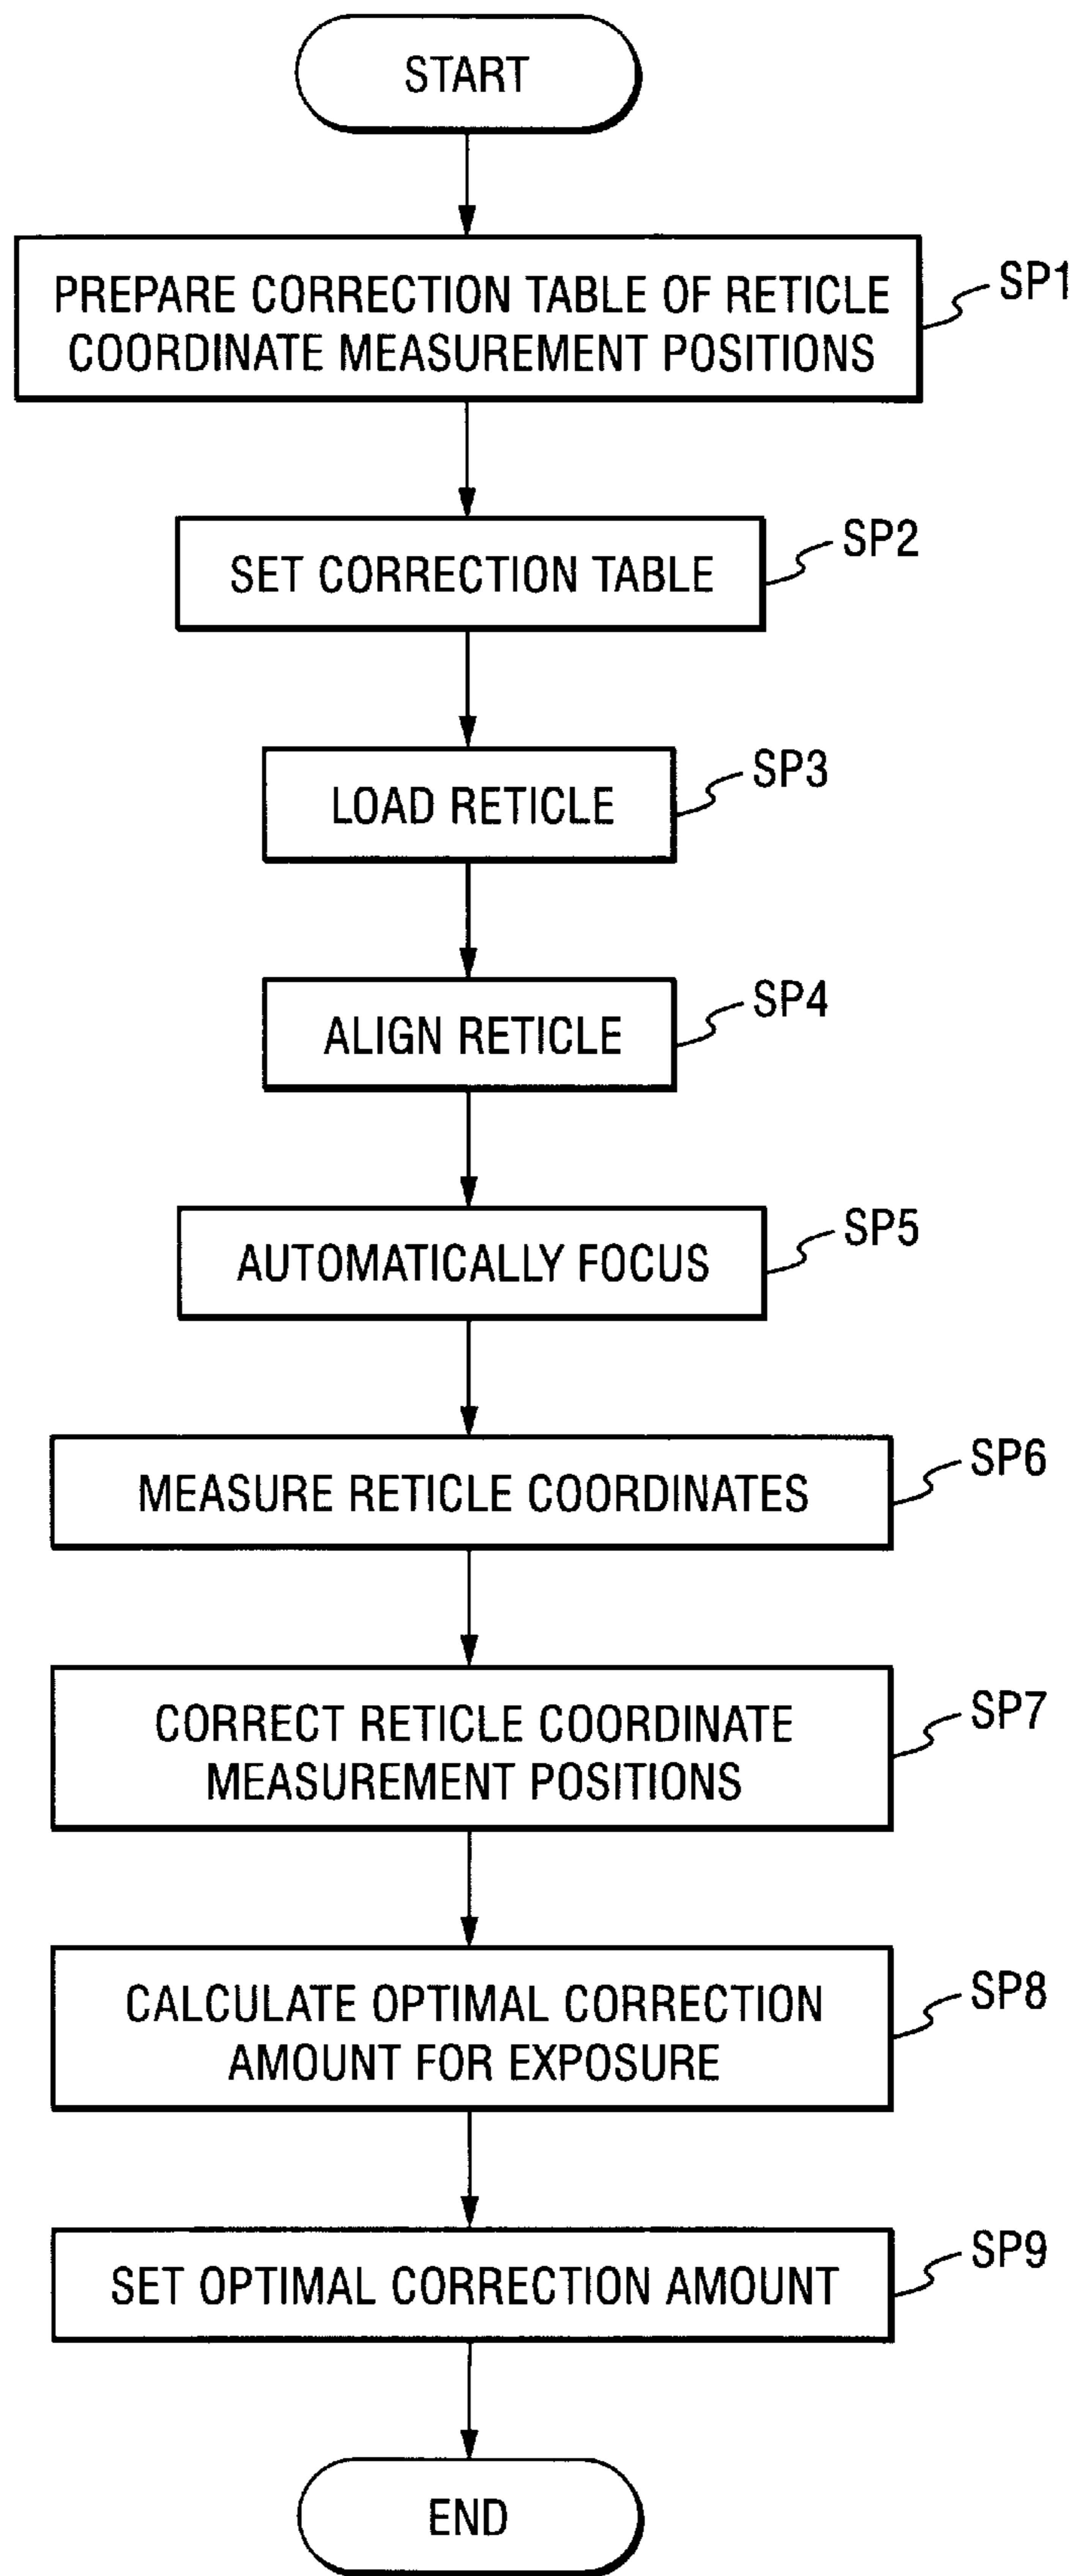 START
PREPARE CORRECTION TABLE OF RETICLE
COORDINATE MEASUREMENT POSITIONS
SP1
SET CORRECTION TABLE
SP2
LOAD RETICLE
SP3
ALIGN RETICLE
SP4
AUTOMATICALLY FOCUS
SP5
MEASURE RETICLE COORDINATES
SP6
CORRECT RETICLE COORDINATE
MEASUREMENT POSITIONS
SP7
CALCULATE OPTIMAL CORRECTION
AMOUNT FOR EXPOSURE
SP8
SET OPTIMAL CORRECTION AMOUNT
SP9
END